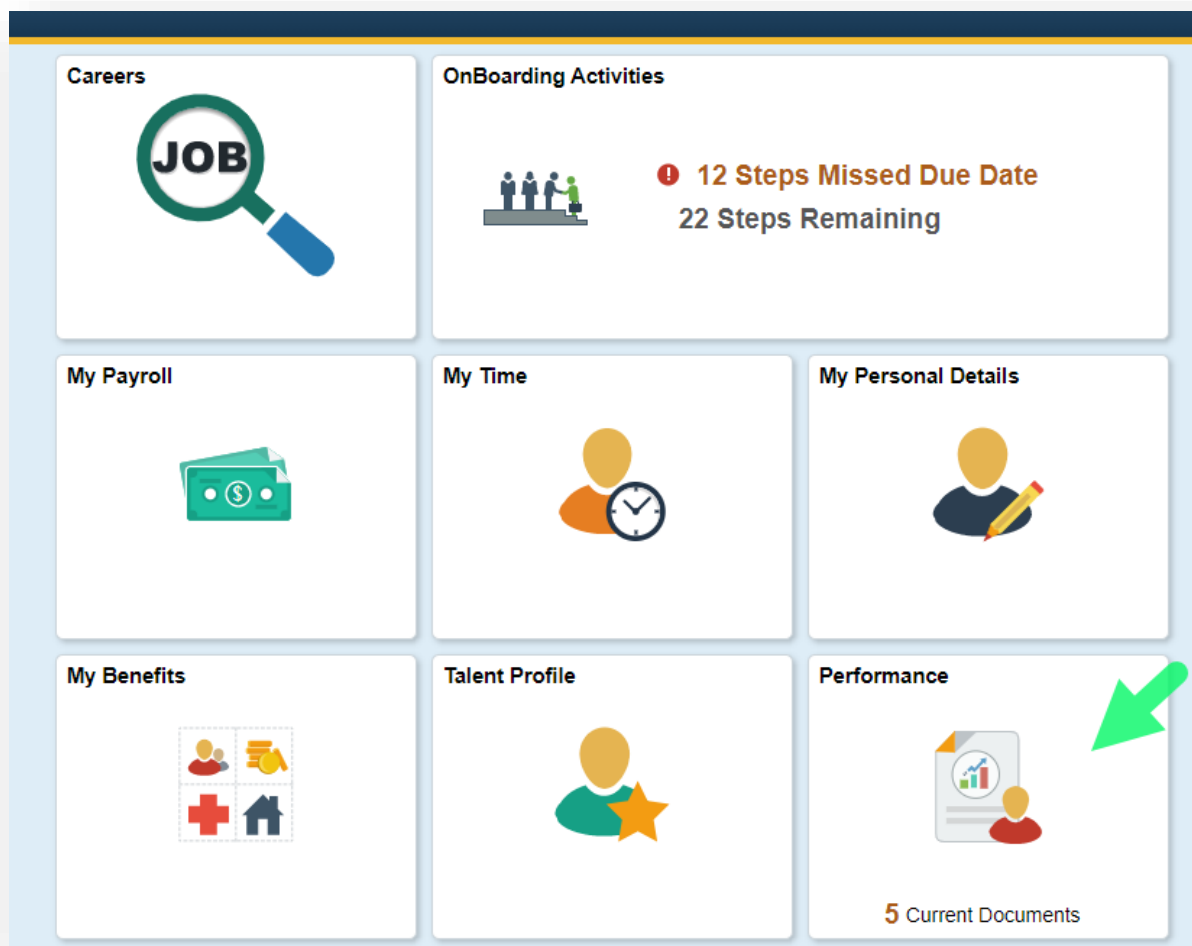 Careers
JOB
OnBoarding Activities
! 12 Steps Missed Due Date
22 Steps Remaining
My Payroll
$
My Time
My Personal Details
My Benefits
Talent Profile
Performance
5 Current Documents